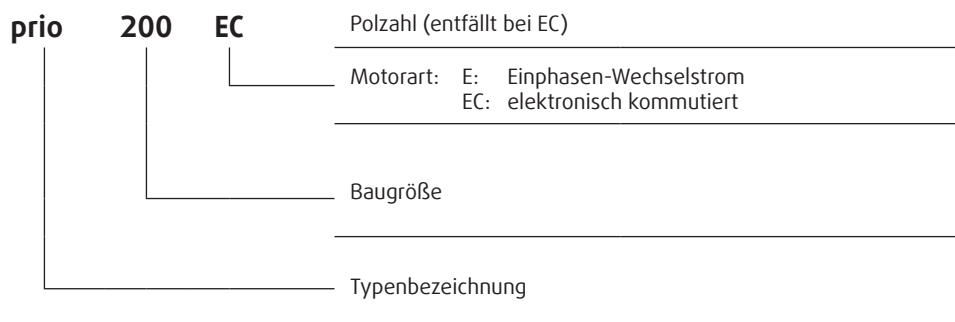 prio 200 EC
Polzahl (entfällt bei EC)
Motorart: E: Einphasen-Wechselstrom
EC: elektronisch kommutiert
Baugröße
Typenbezeichnung